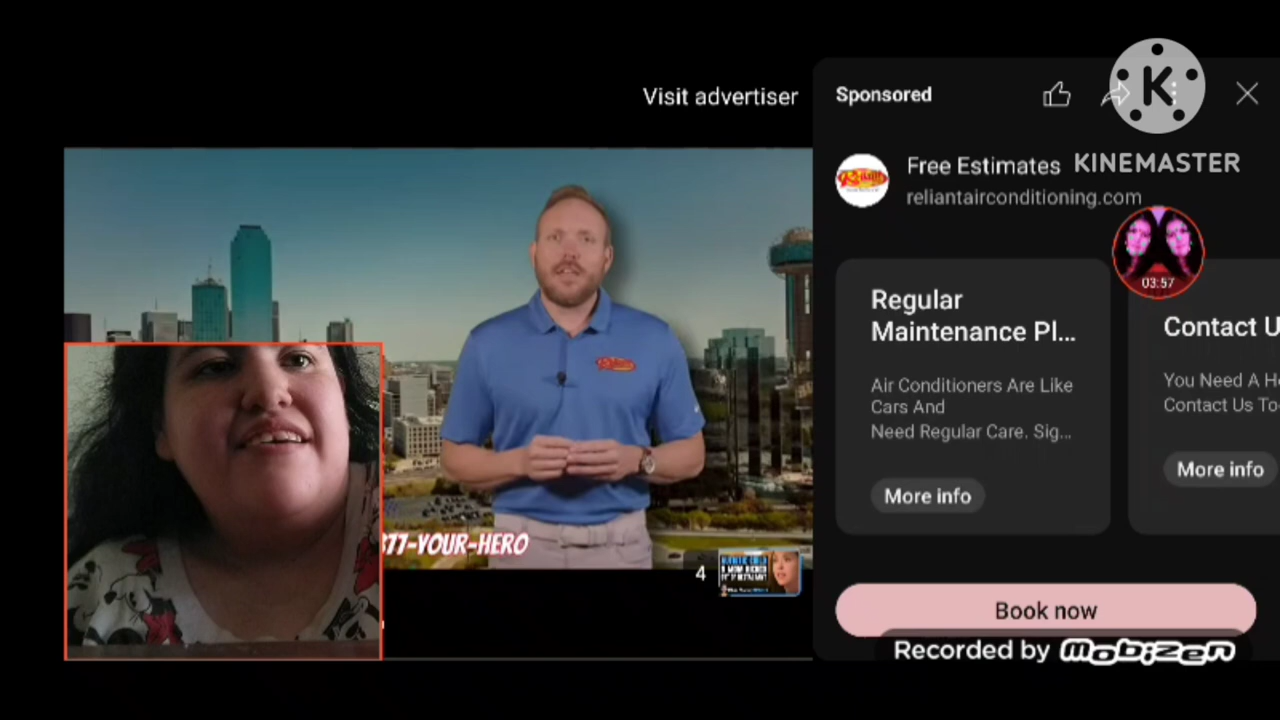 Visit advertiser
Sponsored
KINEMASTER
Free Estimates
reliantairconditioning.com
03:57
Regular
Maintenance Pl...
Air Conditioners Are Like
Cars And
Need Regular Care. Sig...
More info
Contact U
You Need A H
Contact Us To
More info
877-YOUR-HERO
4
Book now
Recorded by mobizen